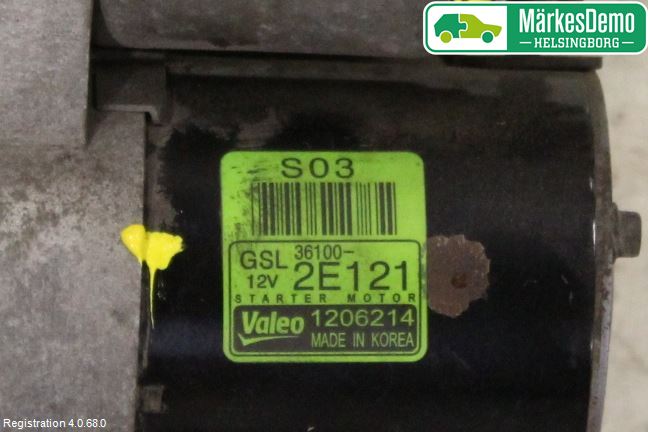 MärkesDemo
HELSINGBORG
S03
GSL 36100-
12V 2E121
STARTER MOTOR
Valeo 1206214
MADE IN KOREA
Registration 4.0.68.0